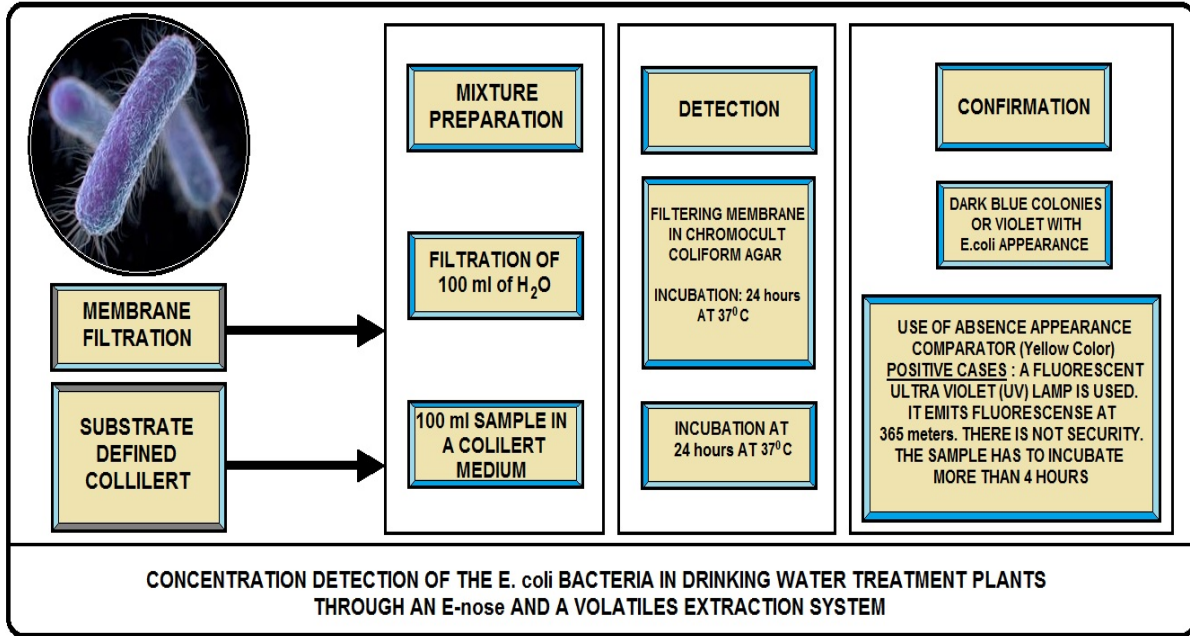 MEMBRANE
FILTRATION
SUBSTRATE
DEFINED
COLLILERT
MIXTURE
PREPARATION
FILTRATION OF
100 ml of H₂O
100 ml SAMPLE IN
A COLILERT
MEDIUM
DETECTION
FILTERING MEMBRANE
IN CHROMOCULT
COLIFORM AGAR
INCUBATION: 24 hours
AT 37⁰ C
INCUBATION AT
24 hours AT 37⁰ C
CONFIRMATION
DARK BLUE COLONIES
OR VIOLET WITH
E.coli APPEARANCE
USE OF ABSENCE APPEARANCE
COMPARATOR (Yellow Color)
POSITIVE CASES : A FLUORESCENT
ULTRA VIOLET (UV) LAMP IS USED.
IT EMITS FLUORESCENSE AT
365 meters. THERE IS NOT SECURITY.
THE SAMPLE HAS TO INCUBATE
MORE THAN 4 HOURS
CONCENTRATION DETECTION OF THE E. coli BACTERIA IN DRINKING WATER TREATMENT PLANTS
THROUGH AN E-nose AND A VOLATILES EXTRACTION SYSTEM